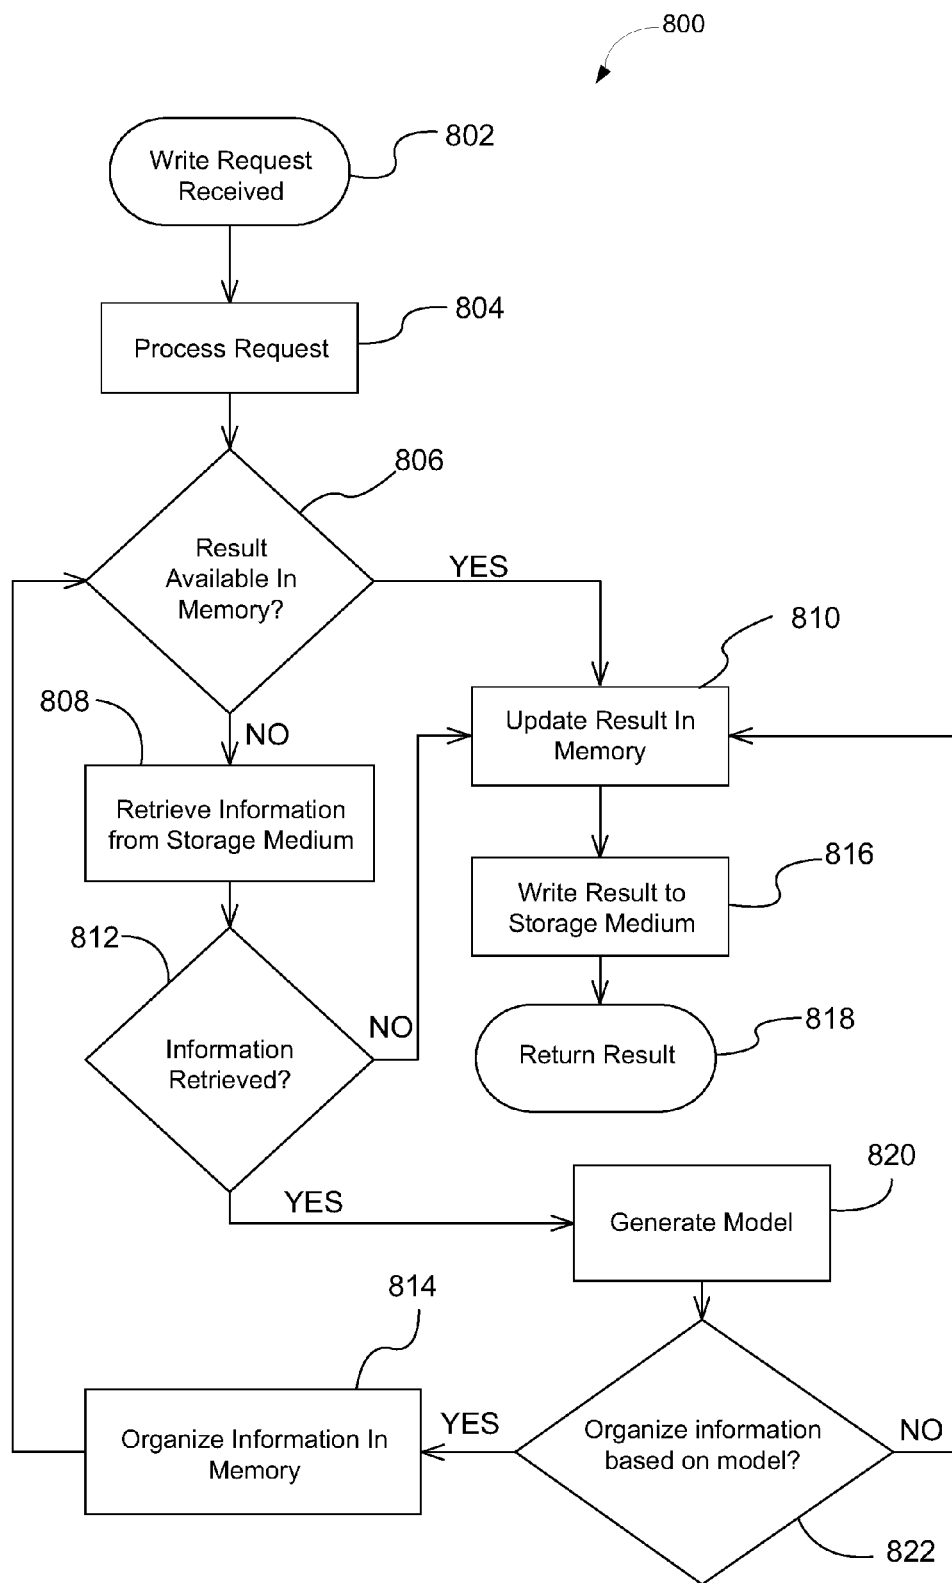 800
802
Write Request
Received
804
Process Request
806
Result
Available In
Memory?
YES
810
808
NO
Update Result In
Memory
Retrieve Information
from Storage Medium
816
Write Result to
Storage Medium
812
NO
818
Information
Retrieved?
Return Result
820
YES
Generate Model
814
YES
Organize information
based on model?
NO
Organize Information In
Memory
822